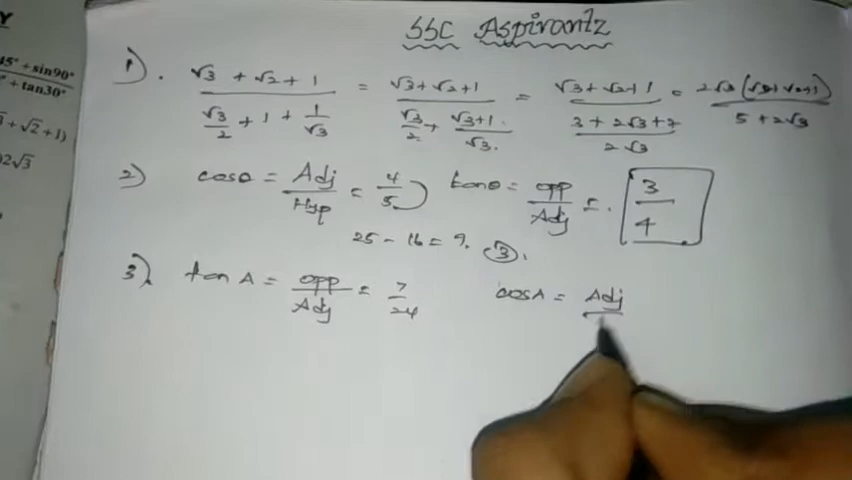 SSC Aspirantz
Y
45° + sin90°
° + tan30°
3 + √2 + 1)
2√3
1). √3 + √2 + 1 / (√3/2 + 1 + 1/√3) = √3 + √2 + 1 / (√3/2 + √3+1/√3) = √3 + √2 + 1 / (3 + 2√3 + 2 / 2√3) = 2√3 (√3 + √2 + 1) / 5 + 2√3
2) cosθ = Adj/Hyp = 4/5 tanθ = opp/Adj = 3/4
25 - 16 = 9. 3.
3). tan A = opp/Adj = 7/24 cosA = Adj